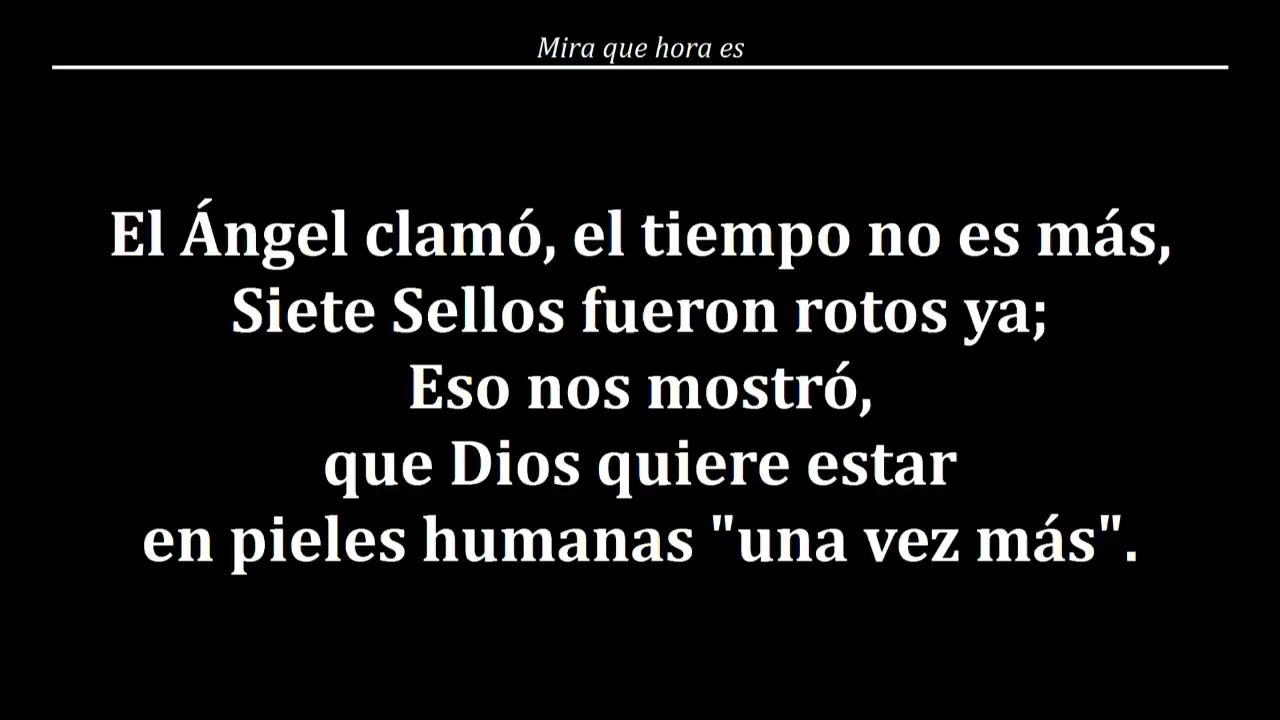 Mira que hora es
El Ángel clamó, el tiempo no es más,
Siete Sellos fueron rotos ya;
Eso nos mostró,
que Dios quiere estar
en pieles humanas "una vez más".